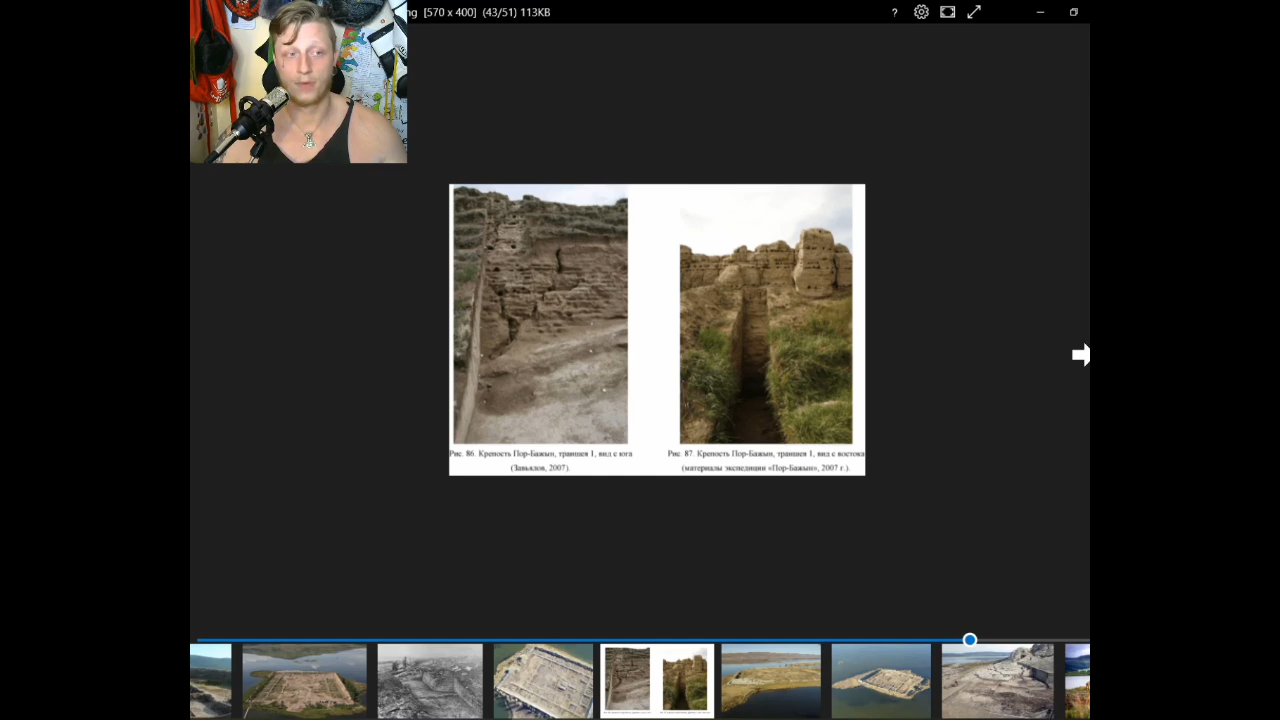 ng [570 x 400] (43/51) 113KB
?
Рис. 86. Крепость Пор-Бажын, траншея 1, вид с юга
(Завьялов, 2007).
Рис. 87. Крепость Пор-Бажын, траншея 1, вид с востока
(материалы экспедиции «Пор-Бажын», 2007 г.).